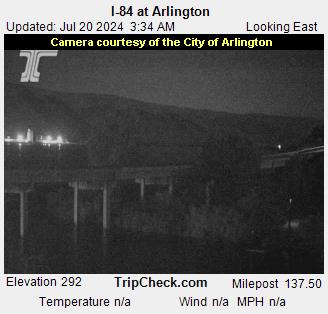 I-84 at Arlington
Updated: Jul 20 2024 3:34 AM Looking East
Camera courtesy of the City of Arlington
Elevation 292 TripCheck.com Milepost 137.50
Temperature n/a Wind n/a MPH n/a